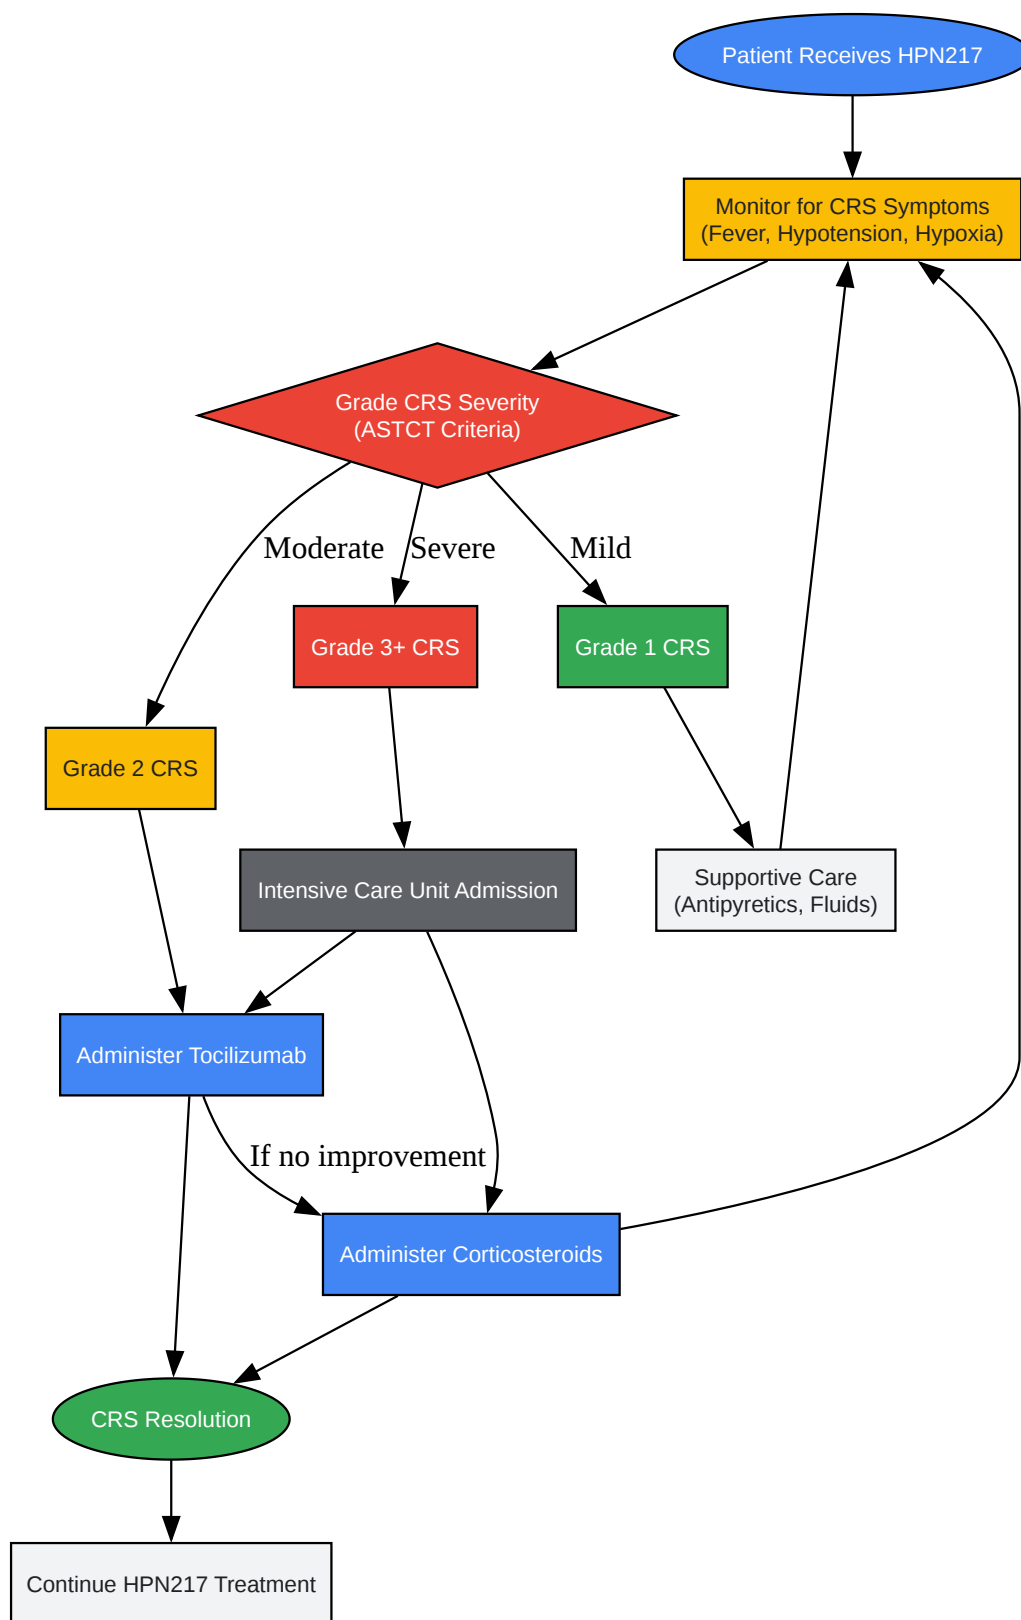 Patient Receives HPN217
Monitor for CRS Symptoms
(Fever, Hypotension, Hypoxia)
Grade CRS Severity
(ASTCT Criteria)
Moderate
Severe
Mild
Grade 3+ CRS
Grade 1 CRS
Grade 2 CRS
Intensive Care Unit Admission
Supportive Care
(Antipyretics, Fluids)
Administer Tocilizumab
If no improvement
Administer Corticosteroids
CRS Resolution
Continue HPN217 Treatment